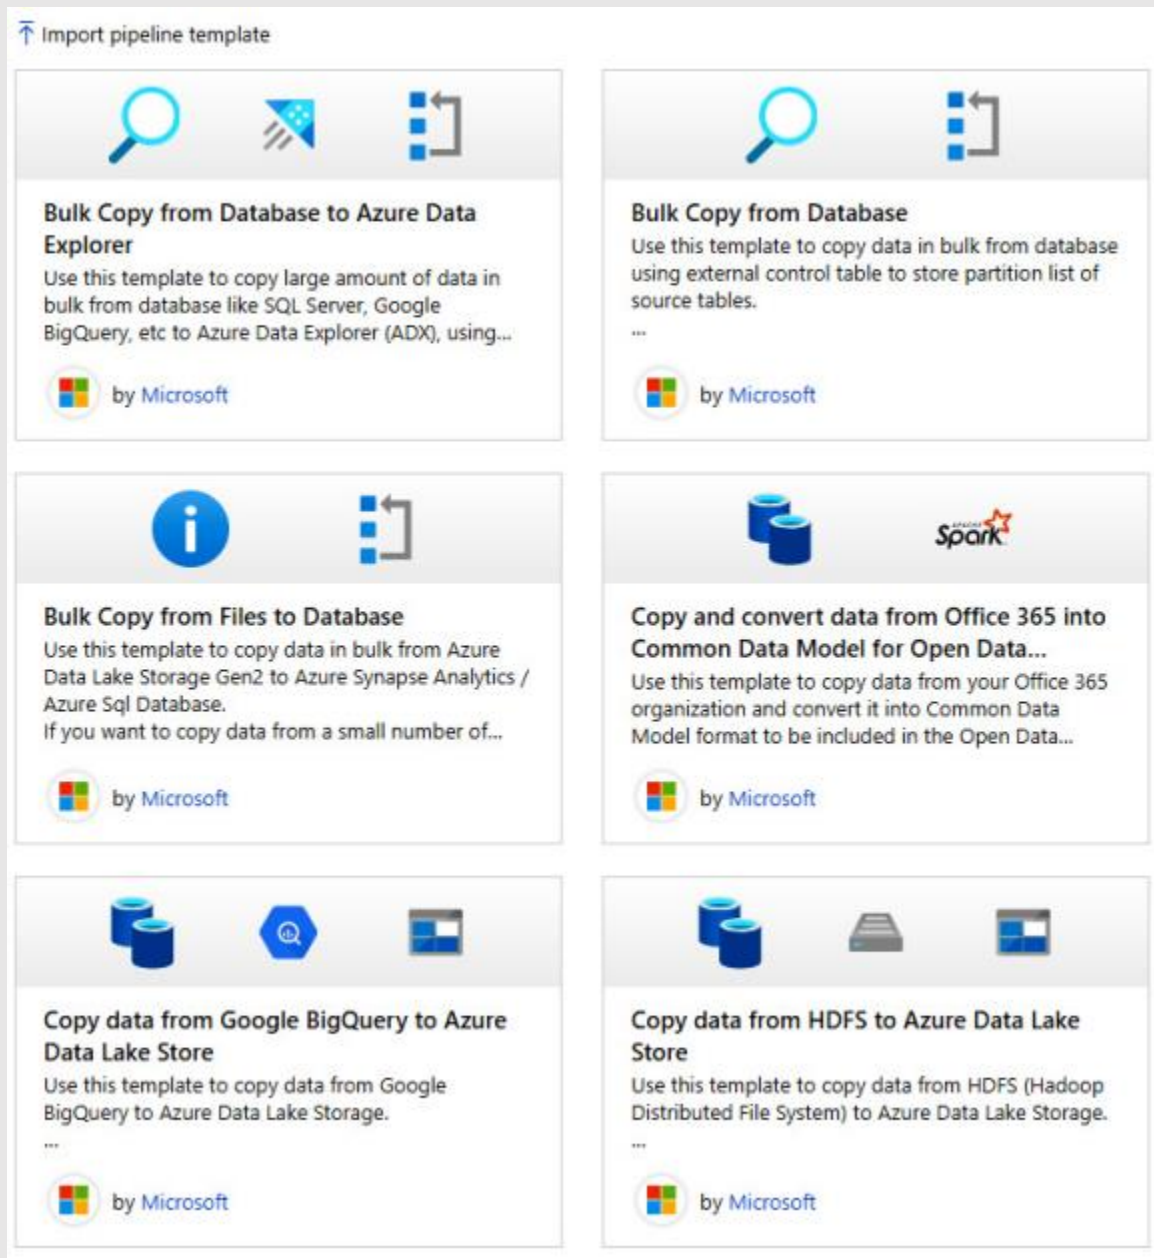 Import pipeline template
Bulk Copy from Database to Azure Data
Explorer
Use this template to copy large amount of data in
bulk from database like SQL Server, Google
BigQuery, etc to Azure Data Explorer (ADX), using...
by Microsoft
Bulk Copy from Database
Use this template to copy data in bulk from database
using external control table to store partition list of
source tables.
...
by Microsoft
Bulk Copy from Files to Database
Use this template to copy data in bulk from Azure
Data Lake Storage Gen2 to Azure Synapse Analytics /
Azure Sql Database.
If you want to copy data from a small number of...
by Microsoft
APACHE
Spark
Copy and convert data from Office 365 into
Common Data Model for Open Data...
Use this template to copy data from your Office 365
organization and convert it into Common Data
Model format to be included in the Open Data...
by Microsoft
Copy data from Google BigQuery to Azure
Data Lake Store
Use this template to copy data from Google
BigQuery to Azure Data Lake Storage.
...
by Microsoft
Copy data from HDFS to Azure Data Lake
Store
Use this template to copy data from HDFS (Hadoop
Distributed File System) to Azure Data Lake Storage.
...
by Microsoft